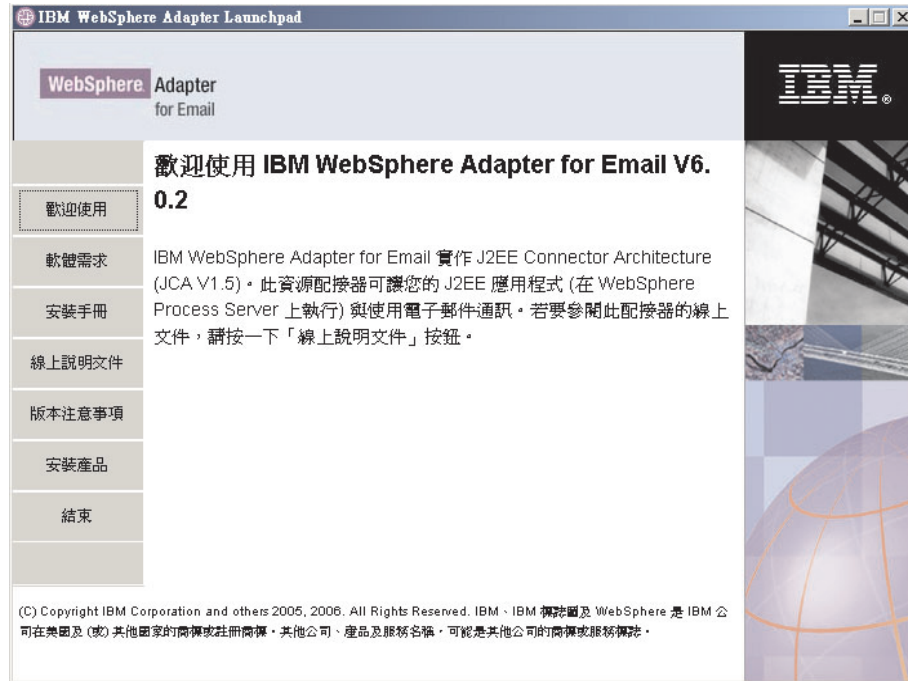 IBM WebSphere Adapter Launchpad
WebSphere Adapter
for Email
IBM
歡迎使用
軟體需求
安裝手冊
線上說明文件
版本注意事項
安裝產品
結束
歡迎使用 IBM WebSphere Adapter for Email V6.
0.2
IBM WebSphere Adapter for Email 實作 J2EE Connector Architecture
(JCA V1.5)。此資源配接器可讓您的 J2EE 應用程式 (在 WebSphere
Process Server 上執行) 與使用電子郵件通訊。若要參閱此配接器的線上
文件，請按一下「線上說明文件」按鈕。
(C) Copyright IBM Corporation and others 2005, 2006. All Rights Reserved. IBM、IBM 標誌圖及 WebSphere 是 IBM 公
司在美國及 (或) 其他國家的商標或註冊商標。其他公司、產品及服務名稱，可能是其他公司的商標或服務標誌。